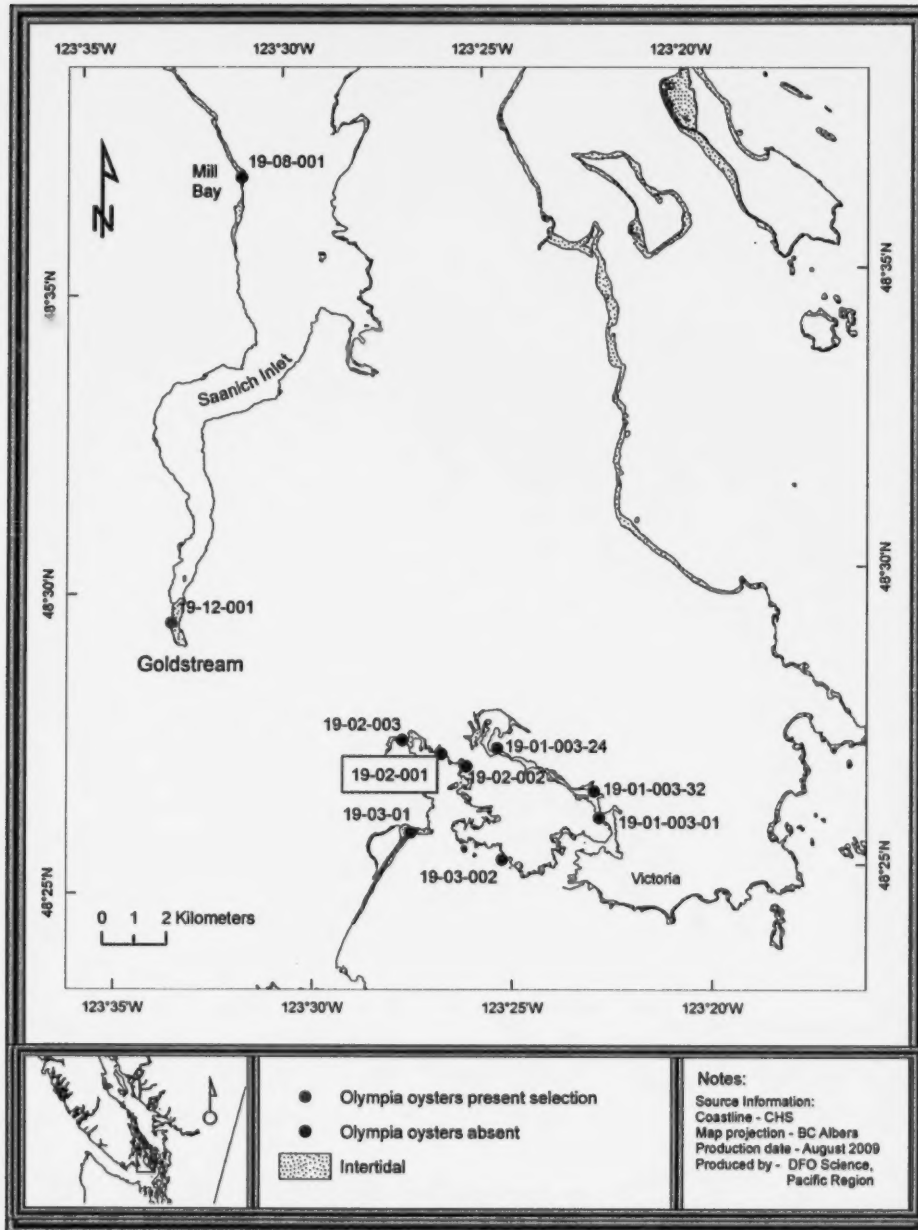 123°35'W
123°30'W
123°25'W
123°20'W
19-08-001
Mill
Bay
48°35'N
48°35'N
Saanich Inlet
48°30'N
48°30'N
19-12-001
Goldstream
19-02-003
19-01-003-24
19-02-001
19-02-002
19-01-003-32
19-03-01
19-01-003-01
19-03-002
Victoria
48°25'N
48°25'N
0 1 2 Kilometers
123°35'W
123°30'W
123°25'W
123°20'W
Olympia oysters present selection
Olympia oysters absent
Intertidal
Notes:
Source Information:
Coastline - CHS
Map projection - BC Albers
Production date - August 2009
Produced by - DFO Science,
Pacific Region